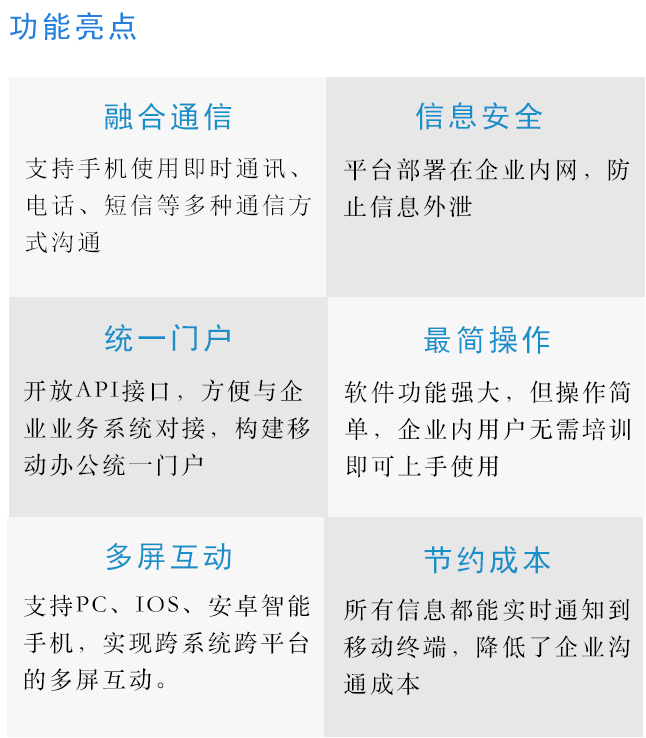 功能亮点
融合通信
支持手机使用即时通讯、
电话、短信等多种通信方
式沟通
信息安全
平台部署在企业内网，防
止信息外泄
统一门户
开放API接口，方便与企
业业务系统对接，构建移
动办公统一门户
最简操作
软件功能强大，但操作简
单，企业内用户无需培训
即可上手使用
多屏互动
支持PC、IOS、安卓智能
手机，实现跨系统跨平台
的多屏互动。
节约成本
所有信息都能实时通知到
移动终端，降低了企业沟
通成本